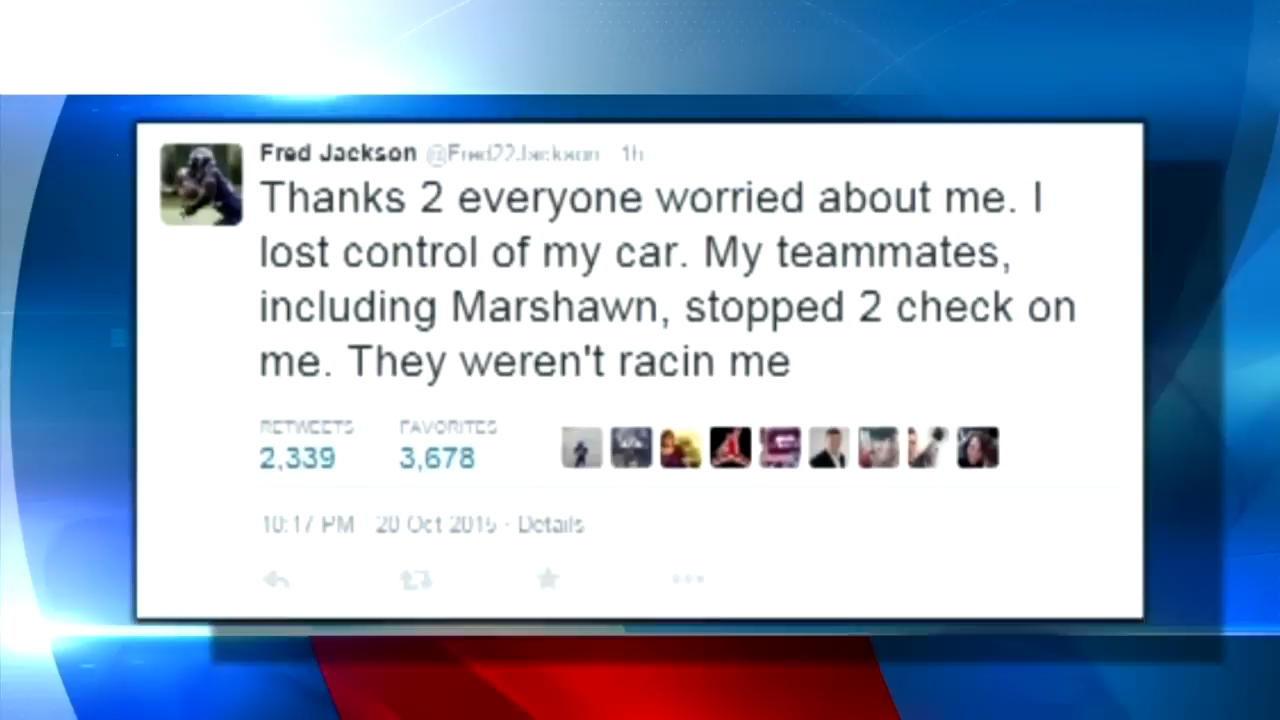 Fred Jackson @Fred22Jackson 1h
Thanks 2 everyone worried about me. I
lost control of my car. My teammates,
including Marshawn, stopped 2 check on
me. They weren't racin me
RETWEETS FAVORITES
2,339 3,678
10:17 PM 20 Oct 2015 · Details